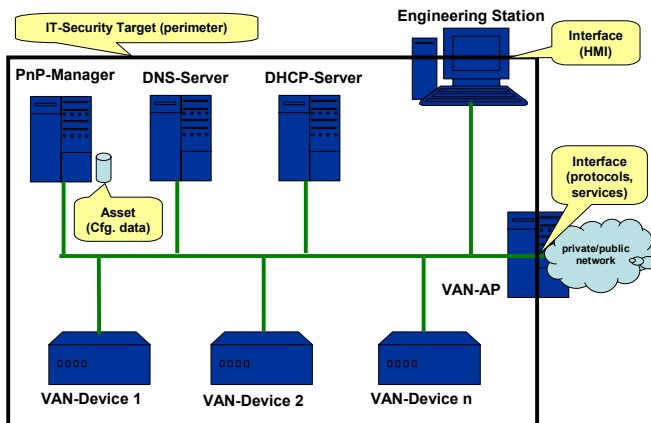 IT-Security Target (perimeter)
Engineering Station
Interface
(HMI)
PnP-Manager
DNS-Server
DHCP-Server
Interface
(protocols,
services)
Asset
(Cfg. data)
private/public
network
VAN-AP
VAN-Device 1
VAN-Device 2
VAN-Device n